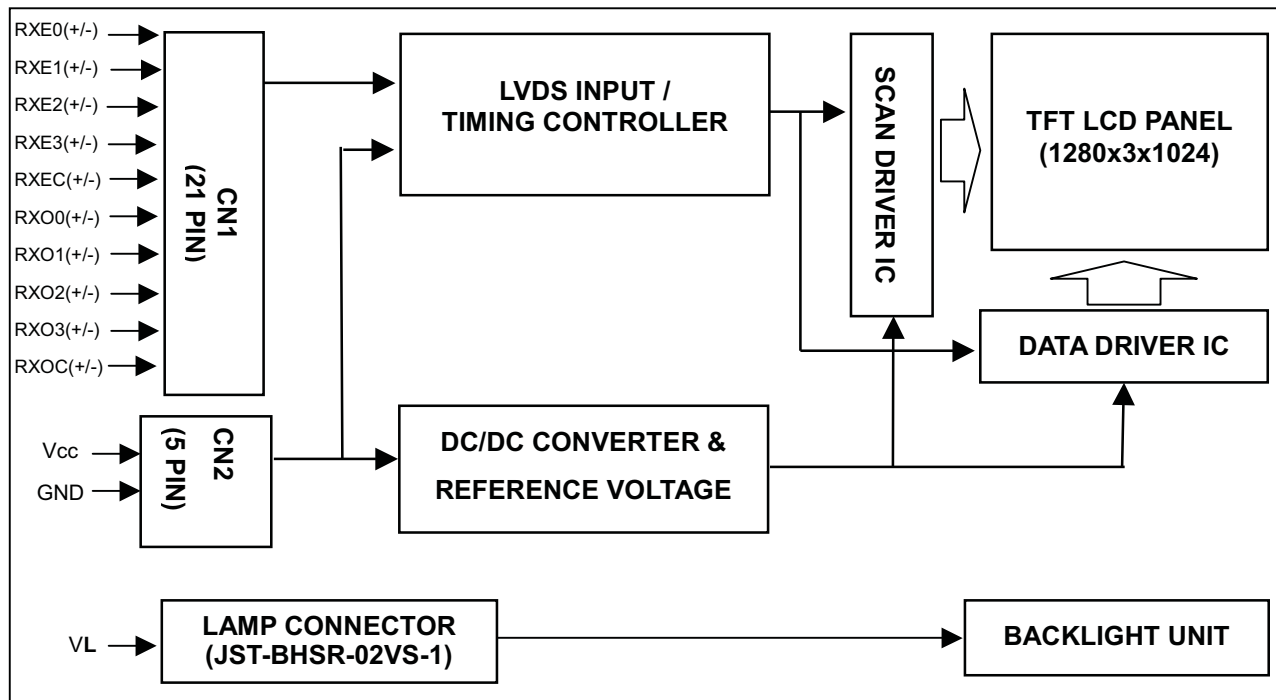 RXE0(+/-)
RXE1(+/-)
RXE2(+/-)
RXE3(+/-)
RXEC(+/-)
RXO0(+/-)
RXO1(+/-)
RXO2(+/-)
RXO3(+/-)
RXOC(+/-)
CN1
(21 PIN)
LVDS INPUT /
TIMING CONTROLLER
SCAN DRIVER IC
TFT LCD PANEL
(1280x3x1024)
DATA DRIVER IC
Vcc
GND
CN2
(5 PIN)
DC/DC CONVERTER &
REFERENCE VOLTAGE
VL
LAMP CONNECTOR
(JST-BHSR-02VS-1)
BACKLIGHT UNIT